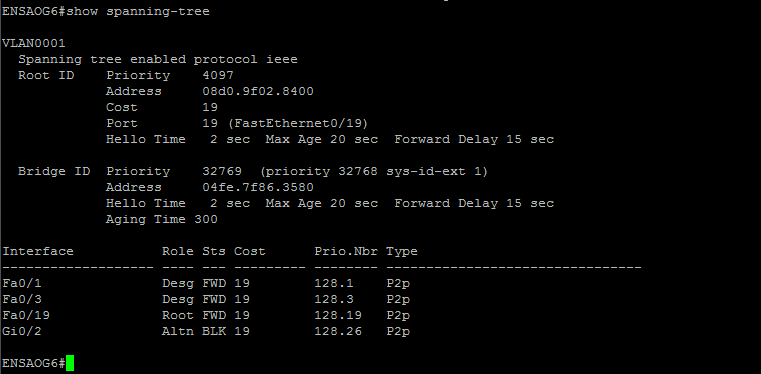 ENSAOG6#show spanning-tree

VLAN0001
  Spanning tree enabled protocol ieee
  Root ID    Priority    4097
             Address     08d0.9f02.8400
             Cost        19
             Port        19 (FastEthernet0/19)
             Hello Time   2 sec  Max Age 20 sec  Forward Delay 15 sec

  Bridge ID  Priority    32769  (priority 32768 sys-id-ext 1)
             Address     04fe.7f86.3580
             Hello Time   2 sec  Max Age 20 sec  Forward Delay 15 sec
             Aging Time 300

Interface           Role Sts Cost      Prio.Nbr Type
------------------- ---- --- --------- -------- --------------------------------
Fa0/1               Desg FWD 19        128.1    P2p
Fa0/3               Desg FWD 19        128.3    P2p
Fa0/19              Root FWD 19        128.19   P2p
Gi0/2               Altn BLK 19        128.26   P2p

ENSAOG6#